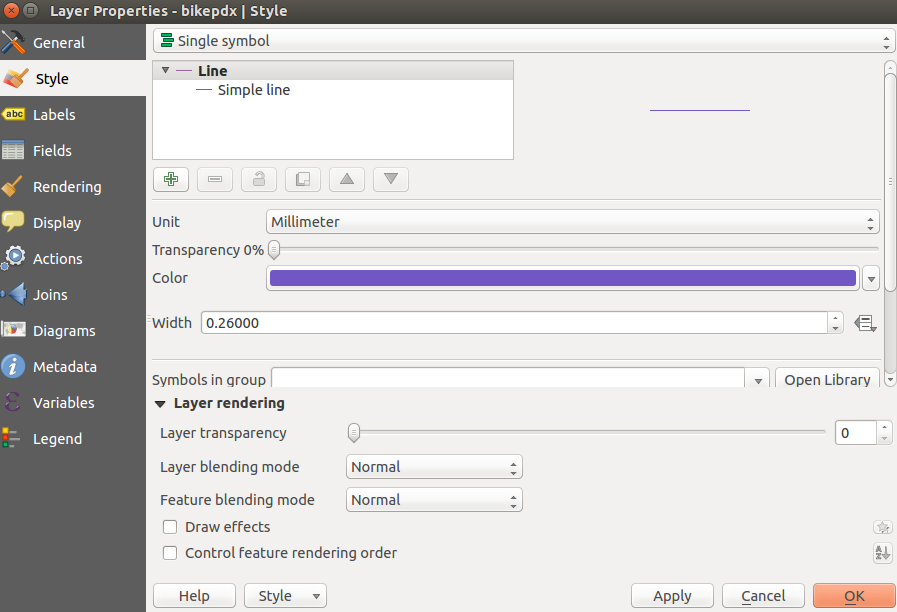 Layer Properties - bikepdx | Style
General
Style
abc Labels
Fields
Rendering
Display
Actions
Joins
Diagrams
Metadata
Variables
Legend
Single symbol
Line
Simple line
Unit Millimeter
Transparency 0%
Color
Width 0.26000
Symbols in group Open Library
Layer rendering
Layer transparency 0
Layer blending mode Normal
Feature blending mode Normal
Draw effects
Control feature rendering order
Help Style Apply Cancel OK